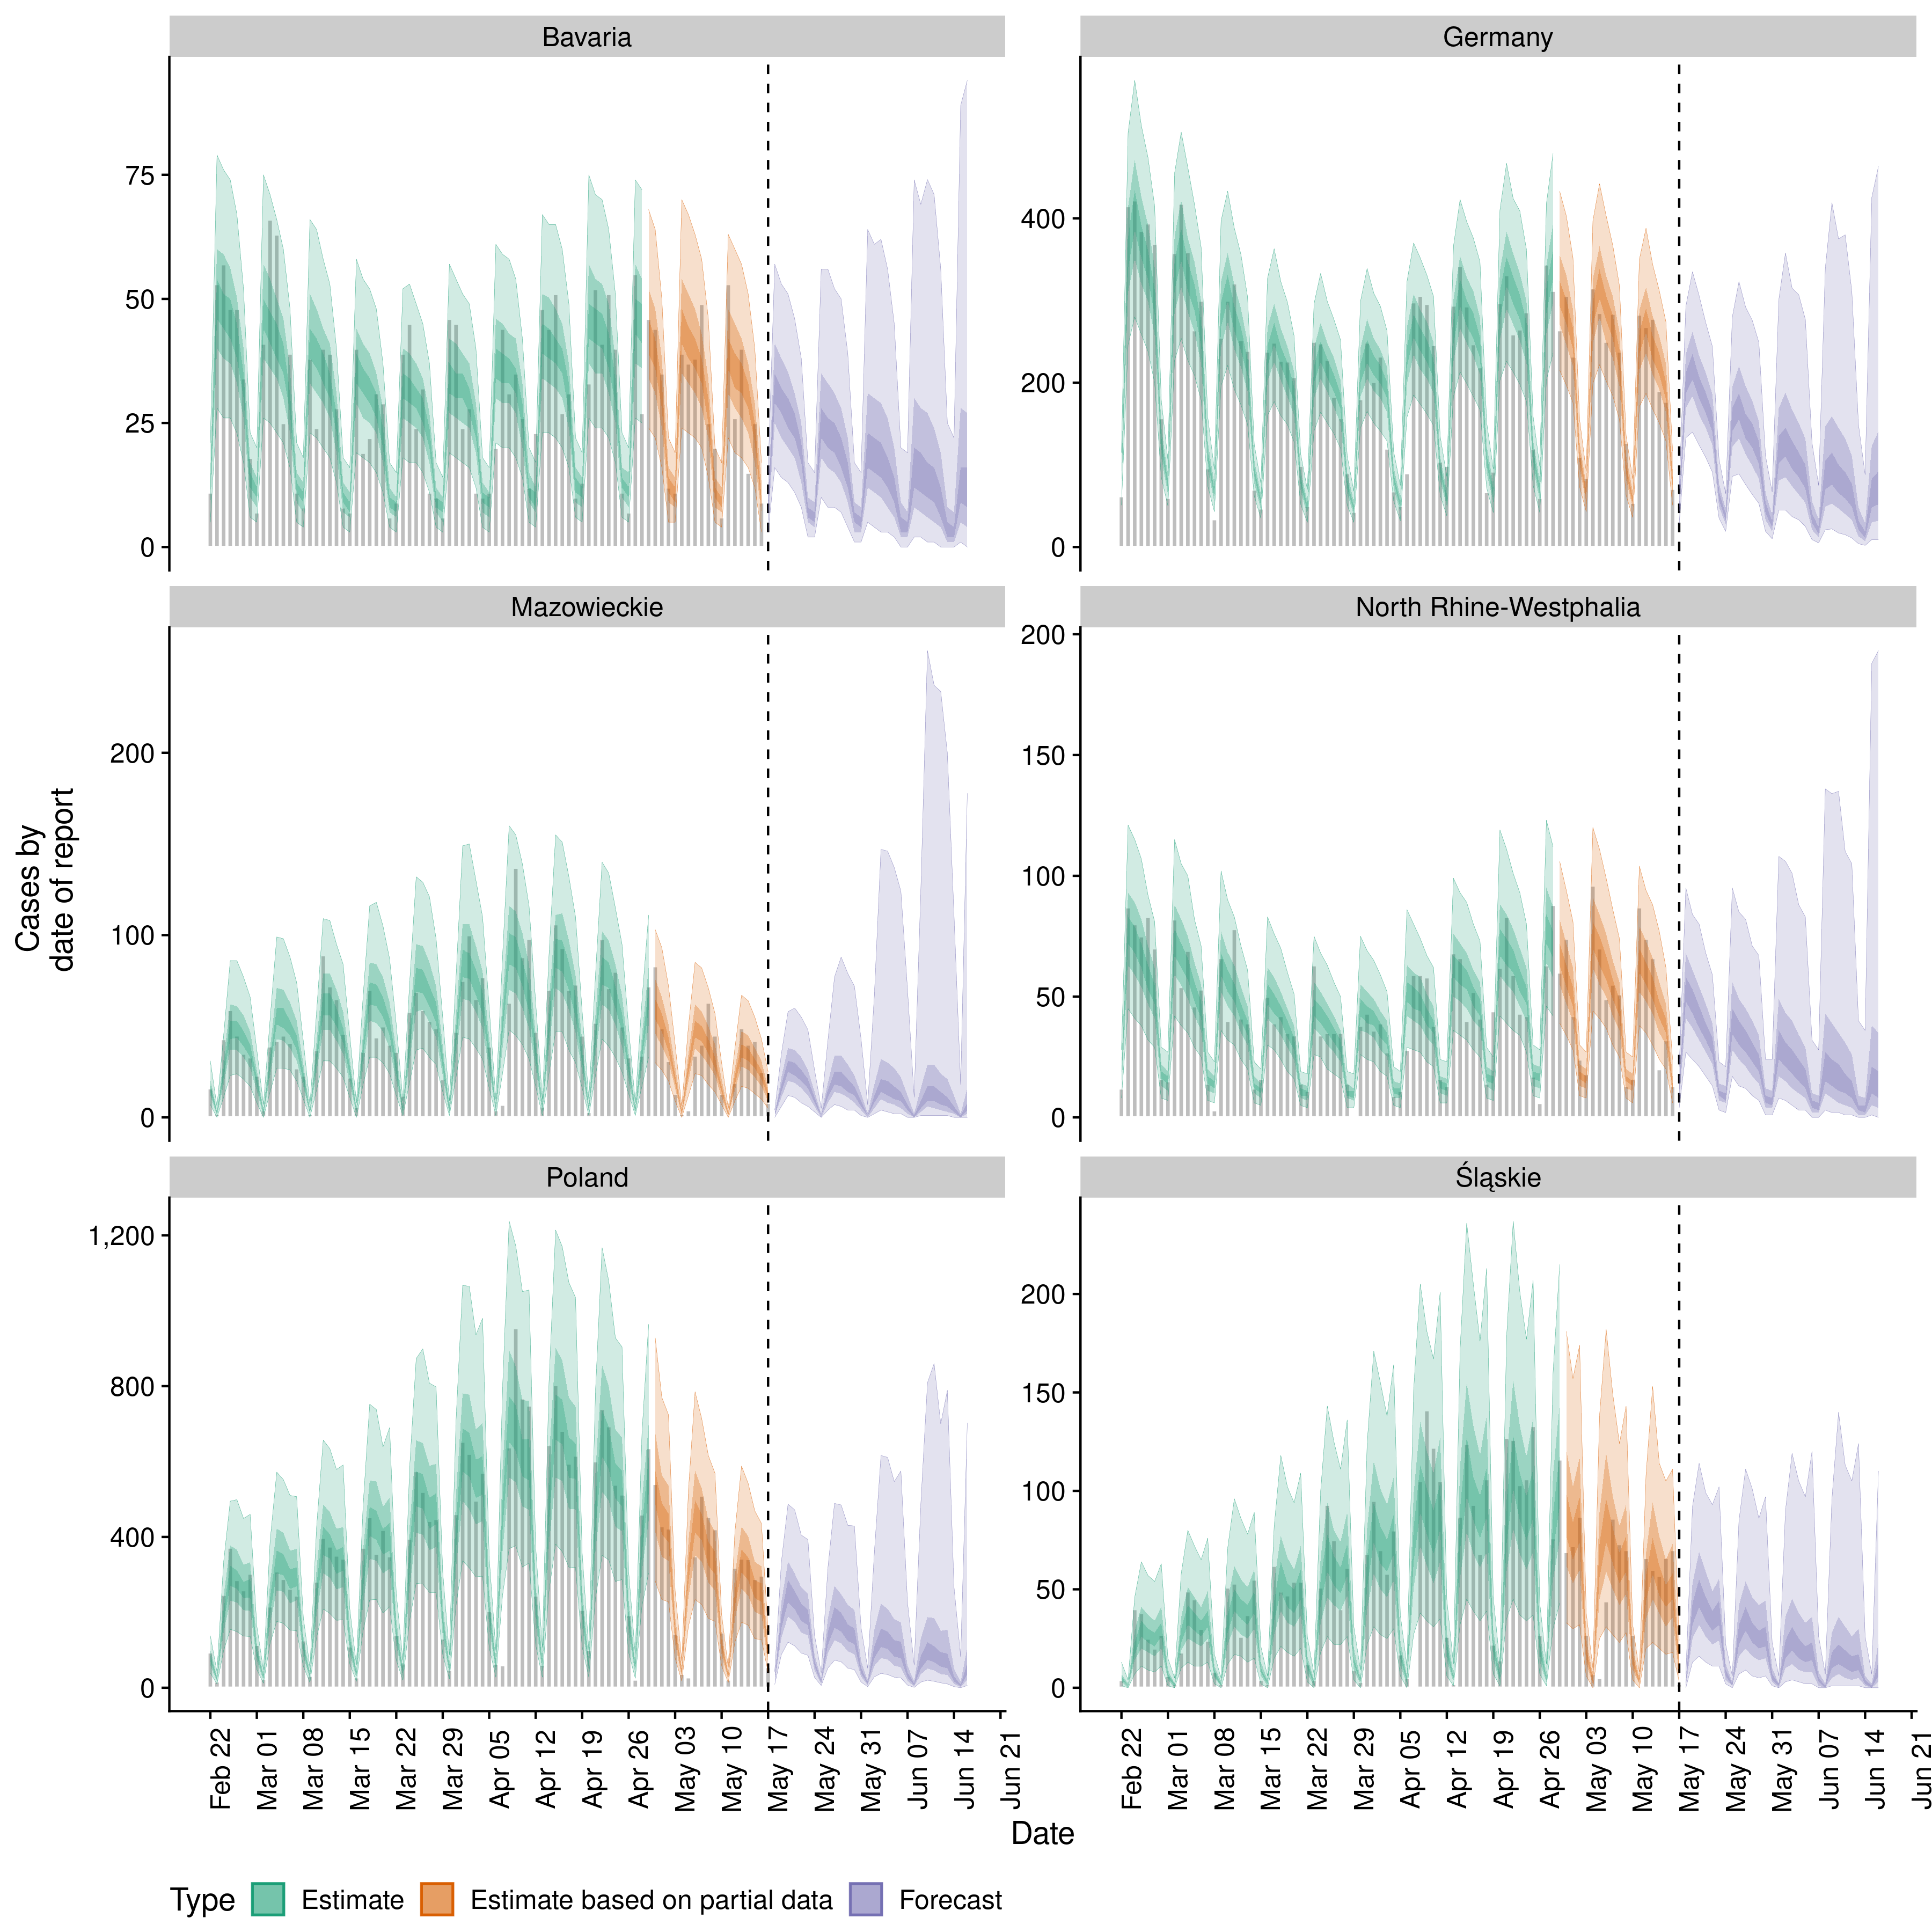 Bavaria
Germany
75
50
25
0
400
200
0
Mazowieckie
North Rhine-Westphalia
200
100
0
200
150
100
50
0
Cases by
date of report
Poland
Śląskie
1,200
800
400
0
200
150
100
50
0
Feb 22
Mar 01
Mar 08
Mar 15
Mar 22
Mar 29
Apr 05
Apr 12
Apr 19
Apr 26
May 03
May 10
May 17
May 24
May 31
Jun 07
Jun 14
Jun 21
Feb 22
Mar 01
Mar 08
Mar 15
Mar 22
Mar 29
Apr 05
Apr 12
Apr 19
Apr 26
May 03
May 10
May 17
May 24
May 31
Jun 07
Jun 14
Jun 21
Date
Type Estimate Estimate based on partial data Forecast